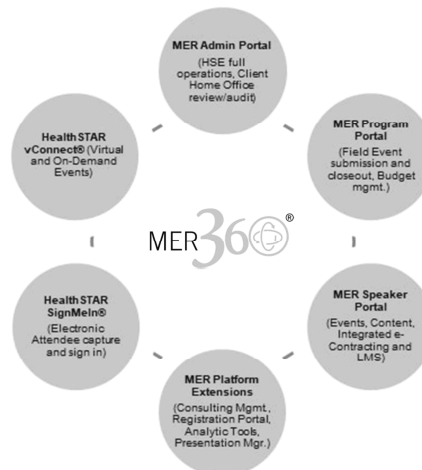 MER Admin Portal
(HSE full
operations, Client
Home Office
review/audit)
MER Program
Portal
(Field Event
submission and
closeout, Budget
mgmt.)
MER Speaker
Portal
(Events, Content,
Integrated e-
Contracting and
LMS)
MER Platform
Extensions
(Consulting Mgmt.,
Registration Portal,
Analytic Tools,
Presentation Mgr.)
HealthSTAR
SignMeIn®
(Electronic
Attendee capture
and sign in)
HealthSTAR
vConnect® (Virtual
and On-Demand
Events)
MER360®